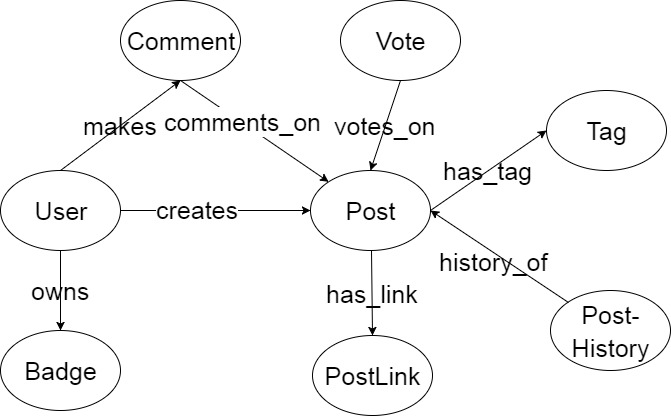 Comment
Vote
makes
comments_on
votes_on
Tag
has_tag
User
creates
Post
history_of
owns
has_link
Post-
History
Badge
PostLink